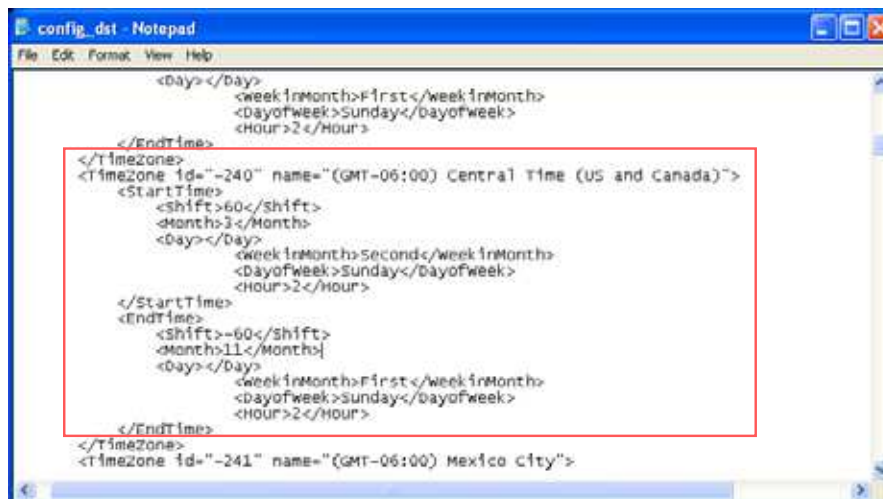 config_dst - Notepad
File Edit Format View Help
<Day></Day>
<WeekinMonth>First</WeekinMonth>
<DayofWeek>Sunday</DayofWeek>
<Hour>2</Hour>
</EndTime>
</TimeZone>
<TimeZone id="-240" name="(GMT-06:00) Central Time (US and Canada)">
<StartTime>
<Shift>60</Shift>
<Month>3</Month>
<Day></Day>
<WeekinMonth>Second</WeekinMonth>
<DayofWeek>Sunday</DayofWeek>
<Hour>2</Hour>
</StartTime>
<EndTime>
<Shift>-60</Shift>
<Month>11</Month>
<Day></Day>
<WeekinMonth>First</WeekinMonth>
<DayofWeek>Sunday</DayofWeek>
<Hour>2</Hour>
</EndTime>
</TimeZone>
<TimeZone id="-241" name="(GMT-06:00) Mexico City">